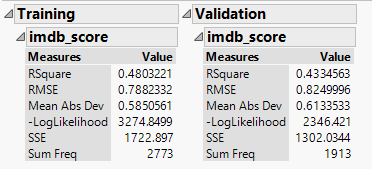 Training Validation
imdb_score imdb_score
Measures Value Measures Value
RSquare 0.4803221 RSquare 0.4334563
RMSE 0.7882332 RMSE 0.8249996
Mean Abs Dev 0.5850561 Mean Abs Dev 0.6133533
-LogLikelihood 3274.8499 -LogLikelihood 2346.421
SSE 1722.897 SSE 1302.0344
Sum Freq 2773 Sum Freq 1913